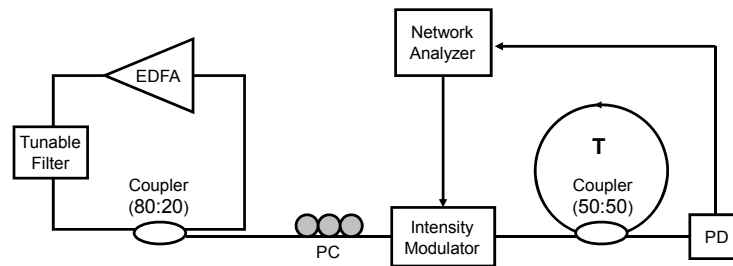 Network
Analyzer
EDFA
Tunable
Filter
Coupler
(80:20)
PC
Intensity
Modulator
T
Coupler
(50:50)
PD